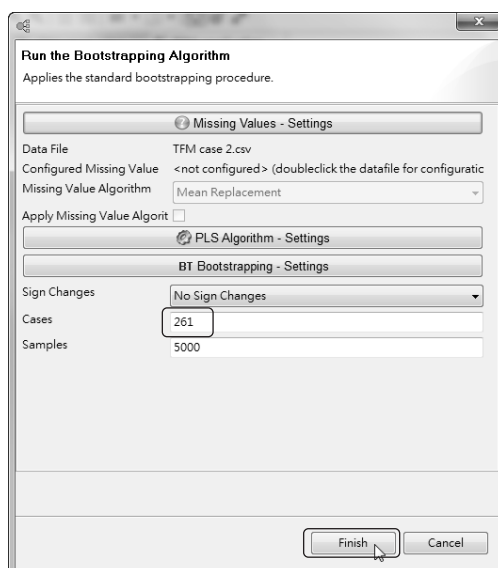 x
Run the Bootstrapping Algorithm
Applies the standard bootstrapping procedure.
Missing Values - Settings
Data File TFM case 2.csv
Configured Missing Value <not configured> (doubleclick the datafile for configuratic
Missing Value Algorithm Mean Replacement
Apply Missing Value Algorit
PLS Algorithm - Settings
BT Bootstrapping - Settings
Sign Changes No Sign Changes
Cases 261
Samples 5000
Finish Cancel